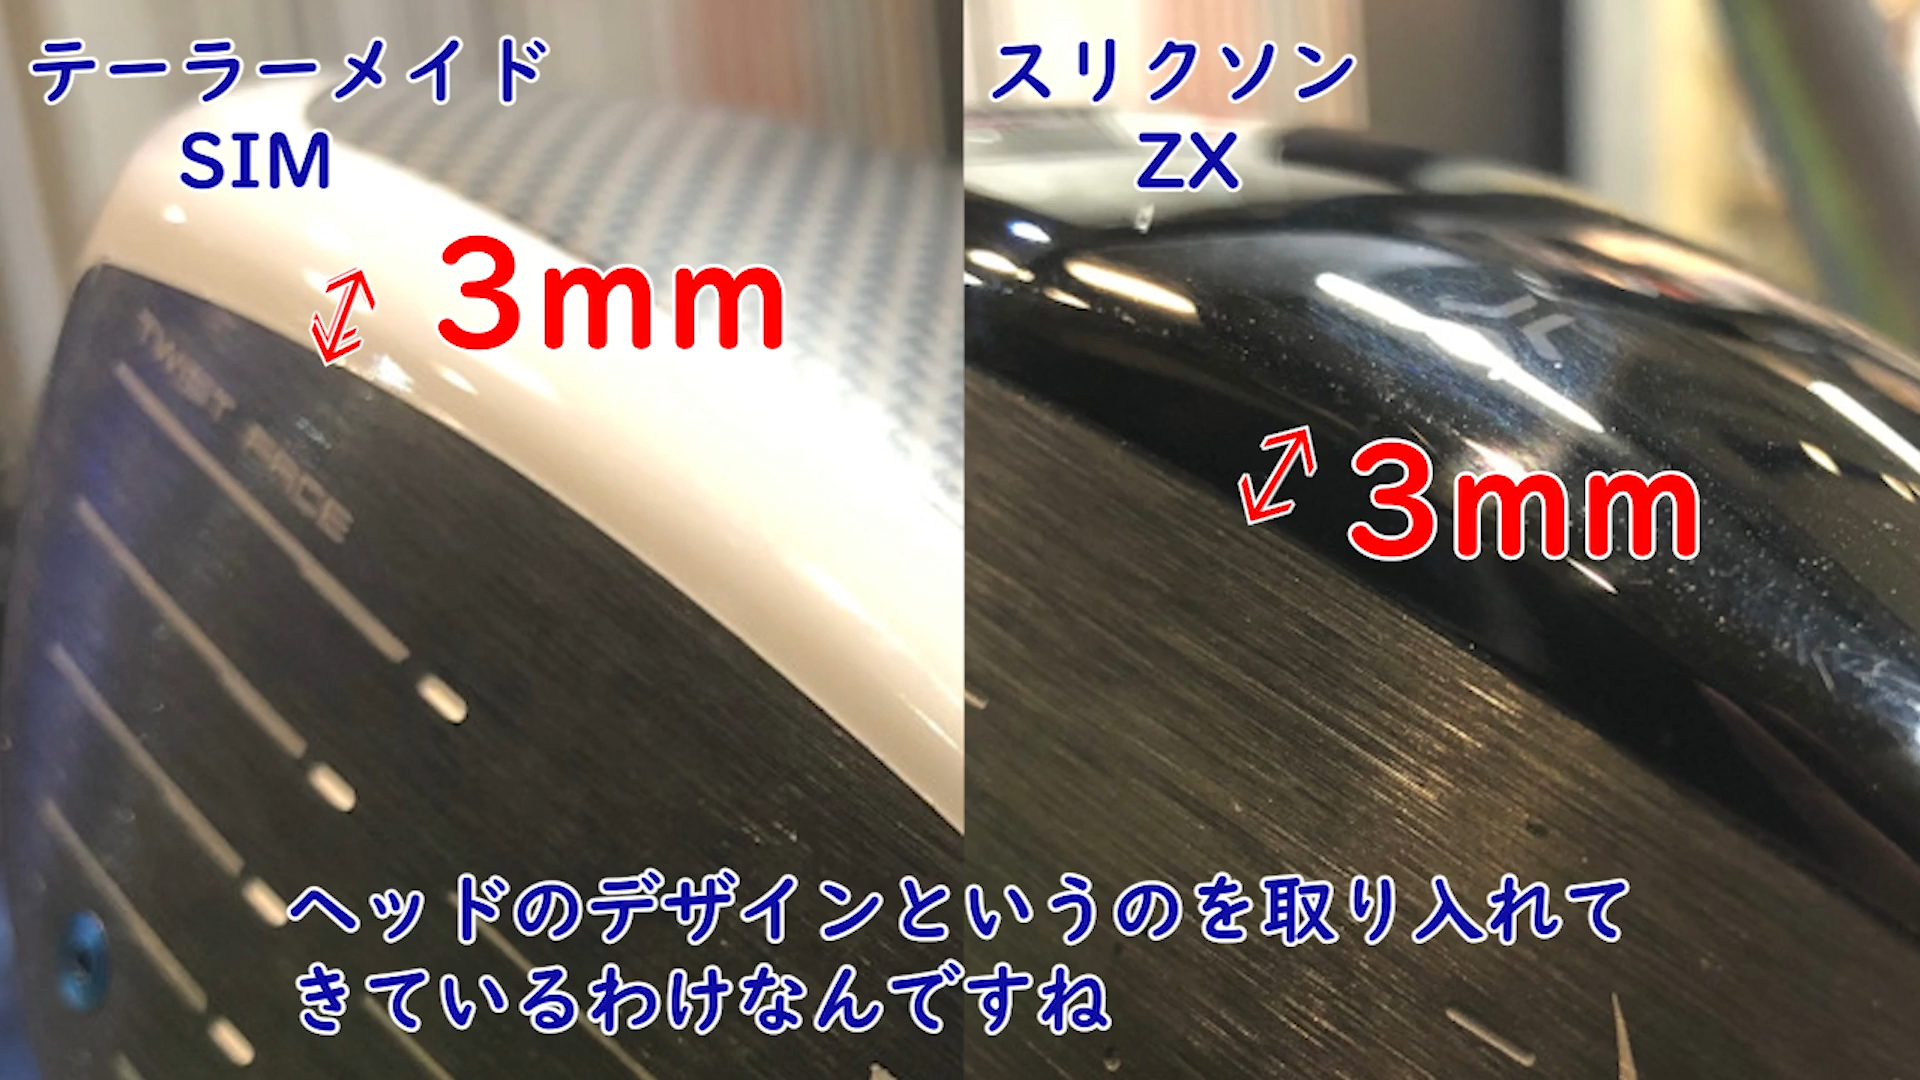 テーラーメイド
SIM
スリクソン
ZX
3mm
3mm
TWIST FACE
ヘッドのデザインというのを取り入れて
きているわけなんですね